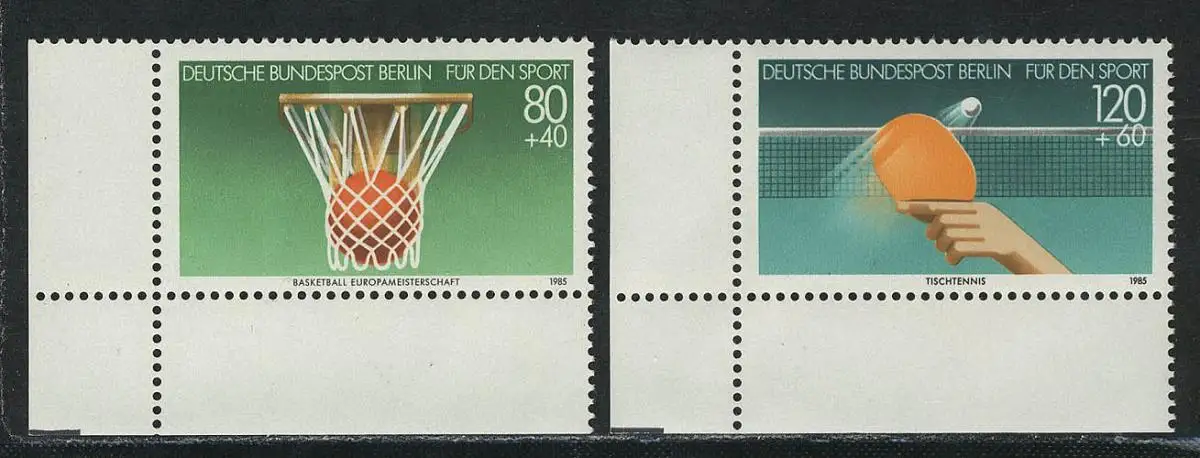 DEUTSCHE BUNDESPOST BERLIN FÜR DEN SPORT
80
+40
BASKETBALL EUROPAMEISTERSCHAFT 1985
DEUTSCHE BUNDESPOST BERLIN FÜR DEN SPORT
120
+60
TISCHTENNIS 1985